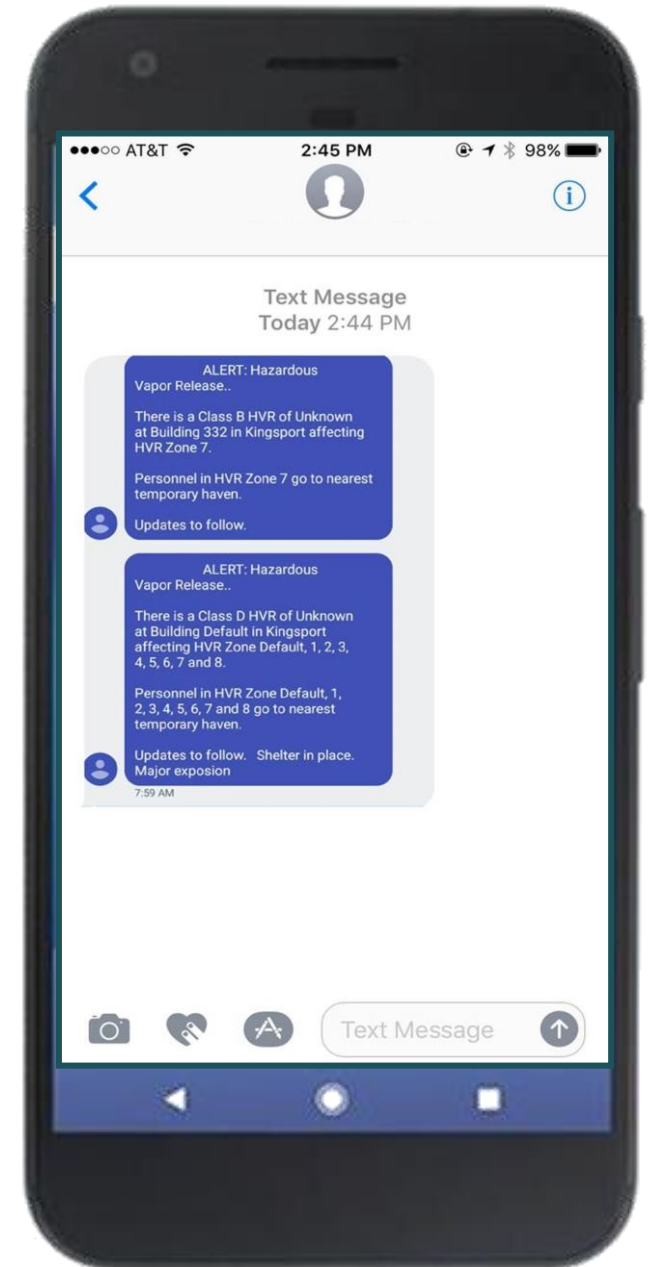 AT&T 2:45 PM 98%
Text Message
Today 2:44 PM
ALERT: Hazardous
Vapor Release..
There is a Class B HVR of Unknown
at Building 332 in Kingsport affecting
HVR Zone 7.
Personnel in HVR Zone 7 go to nearest
temporary haven.
Updates to follow.
ALERT: Hazardous
Vapor Release..
There is a Class D HVR of Unknown
at Building Default in Kingsport
affecting HVR Zone Default, 1, 2, 3,
4, 5, 6, 7 and 8.
Personnel in HVR Zone Default, 1,
2, 3, 4, 5, 6, 7 and 8 go to nearest
temporary haven.
Updates to follow. Shelter in place.
Major exposion
7:59 AM
Text Message